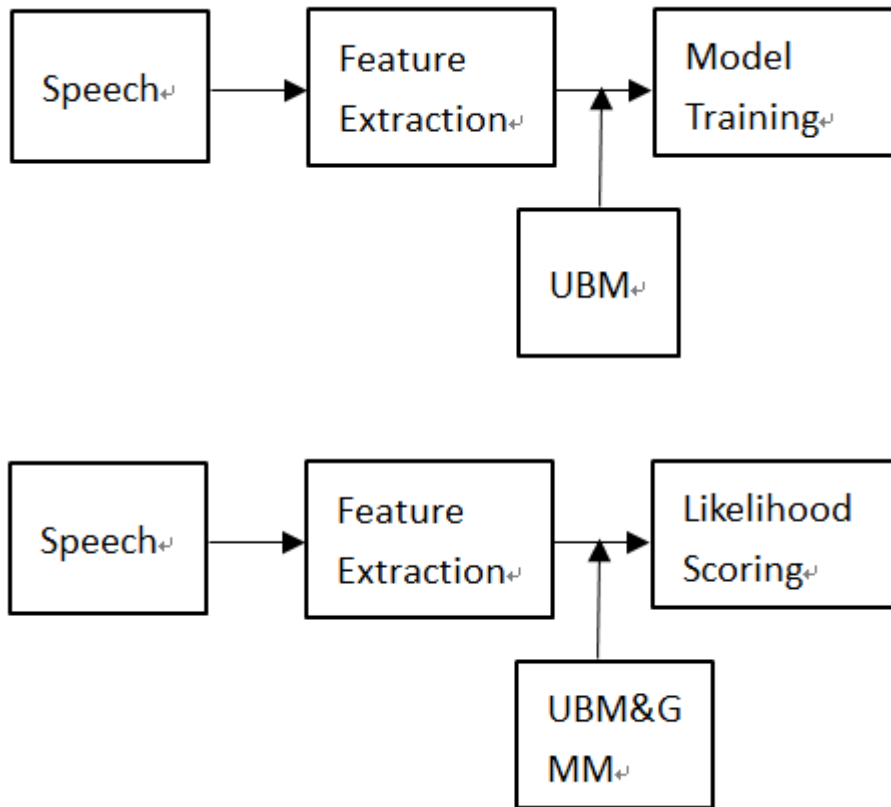 Speech↵
Feature
Extraction↵
Model
Training↵
UBM↵
Speech↵
Feature
Extraction↵
Likelihood
Scoring↵
UBM&G
MM↵